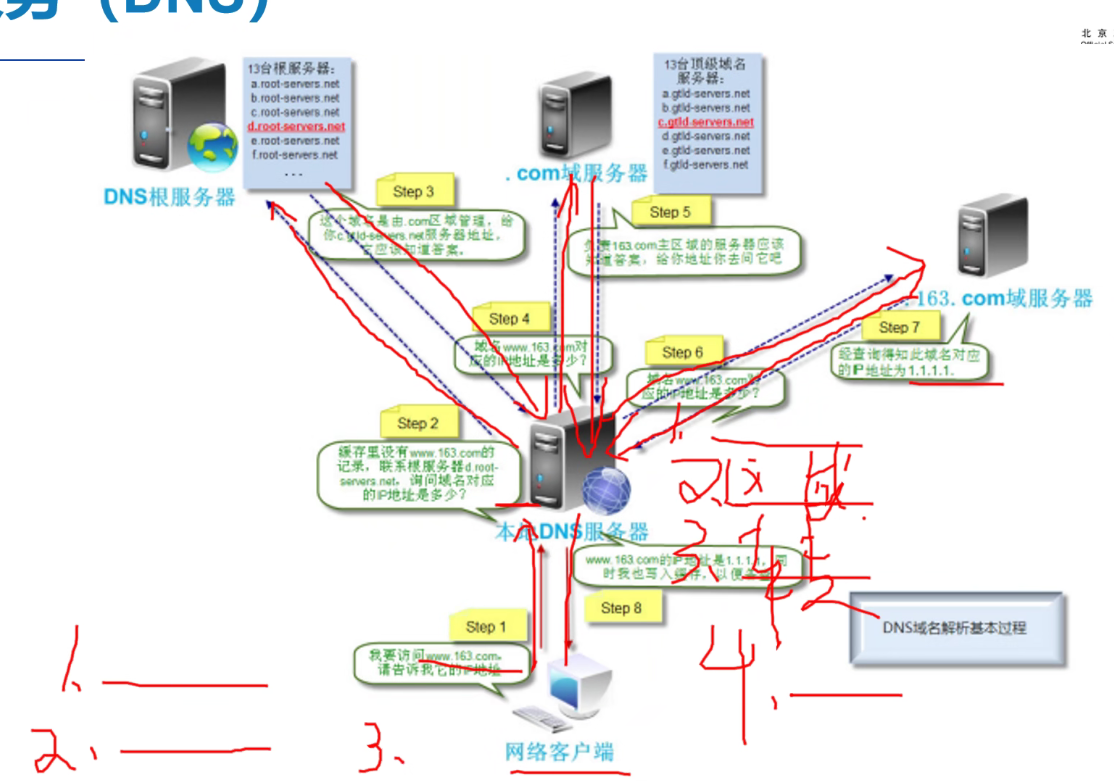 务（DNS）
北 京
13台根服务器：
a.root-servers.net
b.root-servers.net
c.root-servers.net
d.root-servers.net
e.root-servers.net
f.root-servers.net
...
DNS根服务器
13台顶级域名
服务器：
a.gtld-servers.net
b.gtld-servers.net
c.gtld-servers.net
d.gtld-servers.net
e.gtld-servers.net
f.gtld-servers.net
.com域服务器
Step 3
这个域名是由.com区域管理，给
你c.gtld-servers.net服务器地址，
它应该知道答案。
Step 5
负责163.com主区域的服务器应该
知道答案，给你地址你去问它吧
163.com域服务器
Step 4
域名www.163.com对
应的IP地址是多少？
Step 6
域名www.163.com对
应的IP地址是多少？
Step 7
经查询得知此域名对应
的IP地址为1.1.1.1.
Step 2
缓存里没有www.163.com的
记录，联系根服务器d.root-
servers.net，询问域名对应
的IP地址是多少？
本地DNS服务器
www.163.com的IP地址是1.1.1.1，同
时我也写入缓存，以便
Step 8
Step 1
我要访问www.163.com。
请告诉我它的IP地址
网络客户端
DNS域名解析基本过程
1.
2.区域
3.
4.
1.
2、
3、